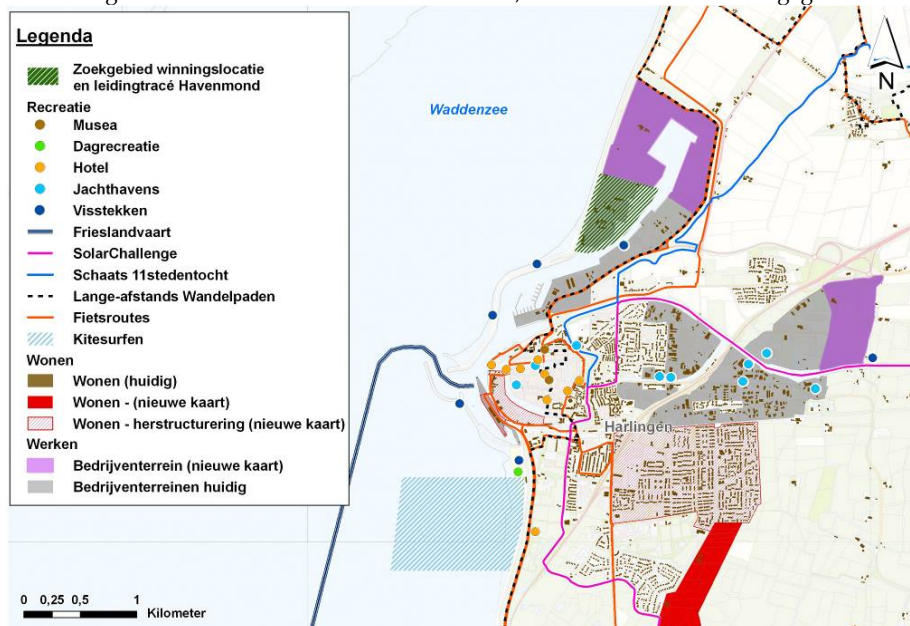 Legenda
Zoekgebied winningslocatie
en leidingtracé Havenmond
Recreatie
Musea
Dagrecreatie
Hotel
Jachthavens
Visstekken
Frieslandvaart
SolarChallenge
Schaats 11stedentocht
Lange-afstands Wandelpaden
Fietsroutes
Kitesurfen
Wonen
Wonen (huidig)
Wonen - (nieuwe kaart)
Wonen - herstructurering (nieuwe kaart)
Werken
Bedrijventerrein (nieuwe kaart)
Bedrijventerreinen huidig
0 0,25 0,5 1
Kilometer
Waddenzee
N
Harlingen